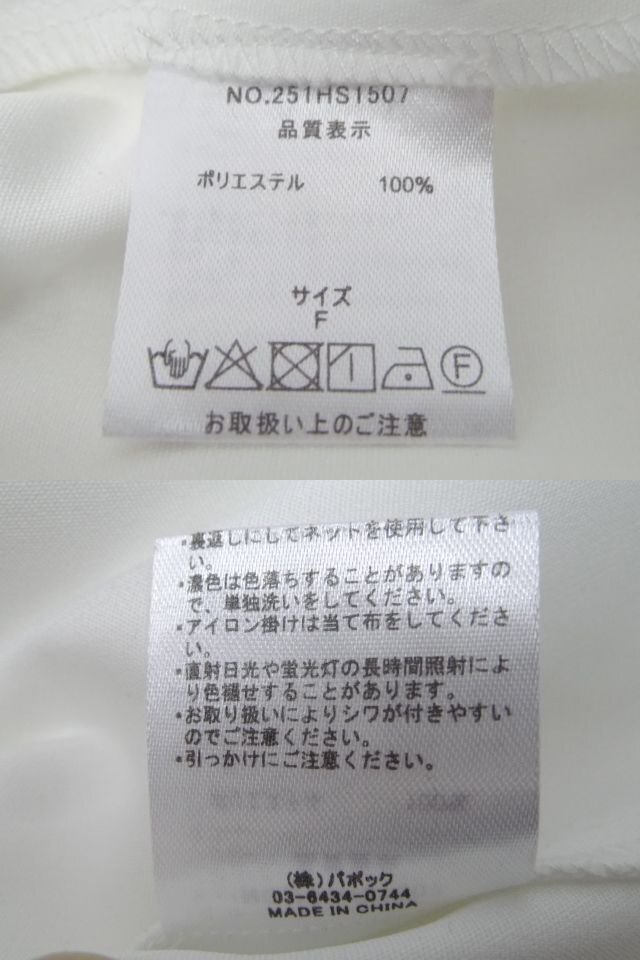 NO.251HS1507
品質表示
ポリエステル 100%
サイズ
F
F
お取扱い上のご注意
・裏返しにしてネットを使用して下さ
い。
・濃色は色落ちすることがありますの
で、単独洗いをしてください。
・アイロン掛けは当て布をしてくださ
い。
・直射日光や蛍光灯の長時間照射によ
り色褪せすることがあります。
・お取り扱いによりシワが付きやすい
のでご注意ください。
・引っかけにご注意ください。
(株)パポック
03-6434-0744
MADE IN CHINA